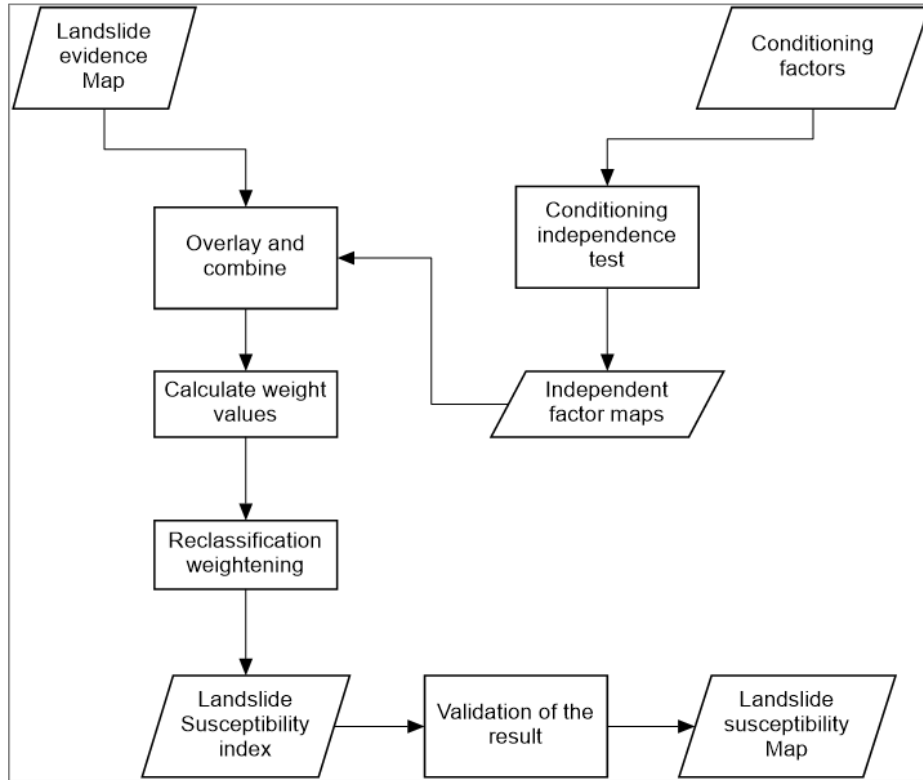 Landslide
evidence
Map
Conditioning
factors
Overlay and
combine
Conditioning
independence
test
Calculate weight
values
Independent
factor maps
Reclassification
weightening
Landslide
Susceptibility
index
Validation of the
result
Landslide
susceptibility
Map